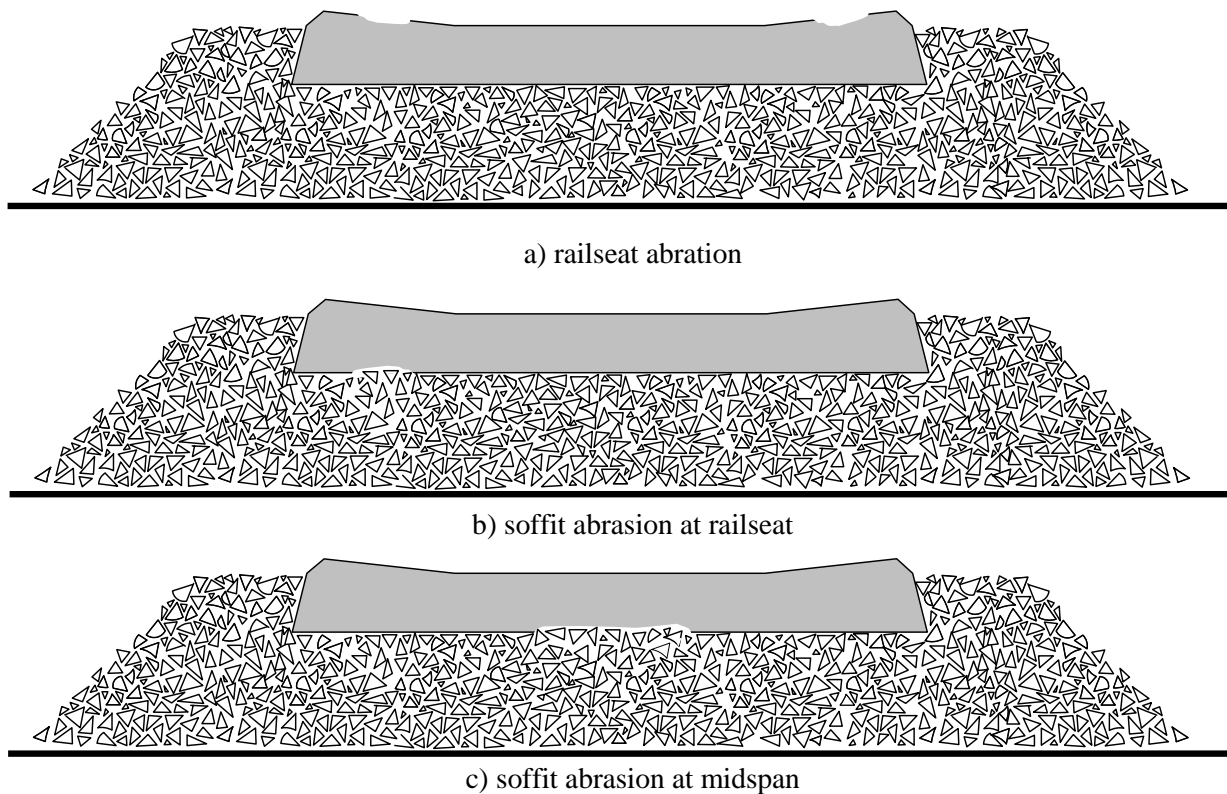 a) railseat abration
b) soffit abrasion at railseat
c) soffit abrasion at midspan